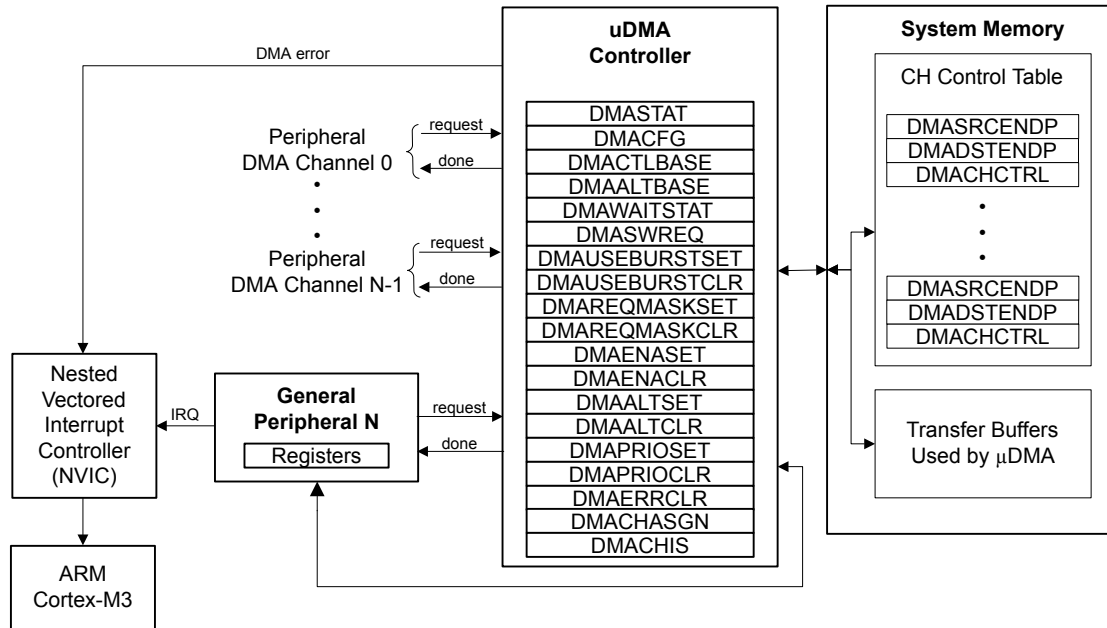 uDMA
Controller
System Memory
DMA error
CH Control Table
DMASTAT
DMACFG
DMACTLBASE
DMAALTBASE
DMAWAITSTAT
DMASWREQ
DMAUSEBURSTSET
DMAUSEBURSTCLR
DMAREQMASKSET
DMAREQMASKCLR
DMAENASET
DMAENACLR
DMAALTSET
DMAALTCLR
DMAPRIOSET
DMAPRIOCLR
DMAERRCLR
DMACHASGN
DMACHIS
Peripheral
DMA Channel 0
request
done
•
•
•
Peripheral
DMA Channel N-1
request
done
DMASRCENDP
DMADSTENDP
DMACHCTRL
•
•
•
DMASRCENDP
DMADSTENDP
DMACHCTRL
Nested
Vectored
Interrupt
Controller
(NVIC)
IRQ
General
Peripheral N
Registers
request
done
Transfer Buffers
Used by μDMA
ARM
Cortex-M3